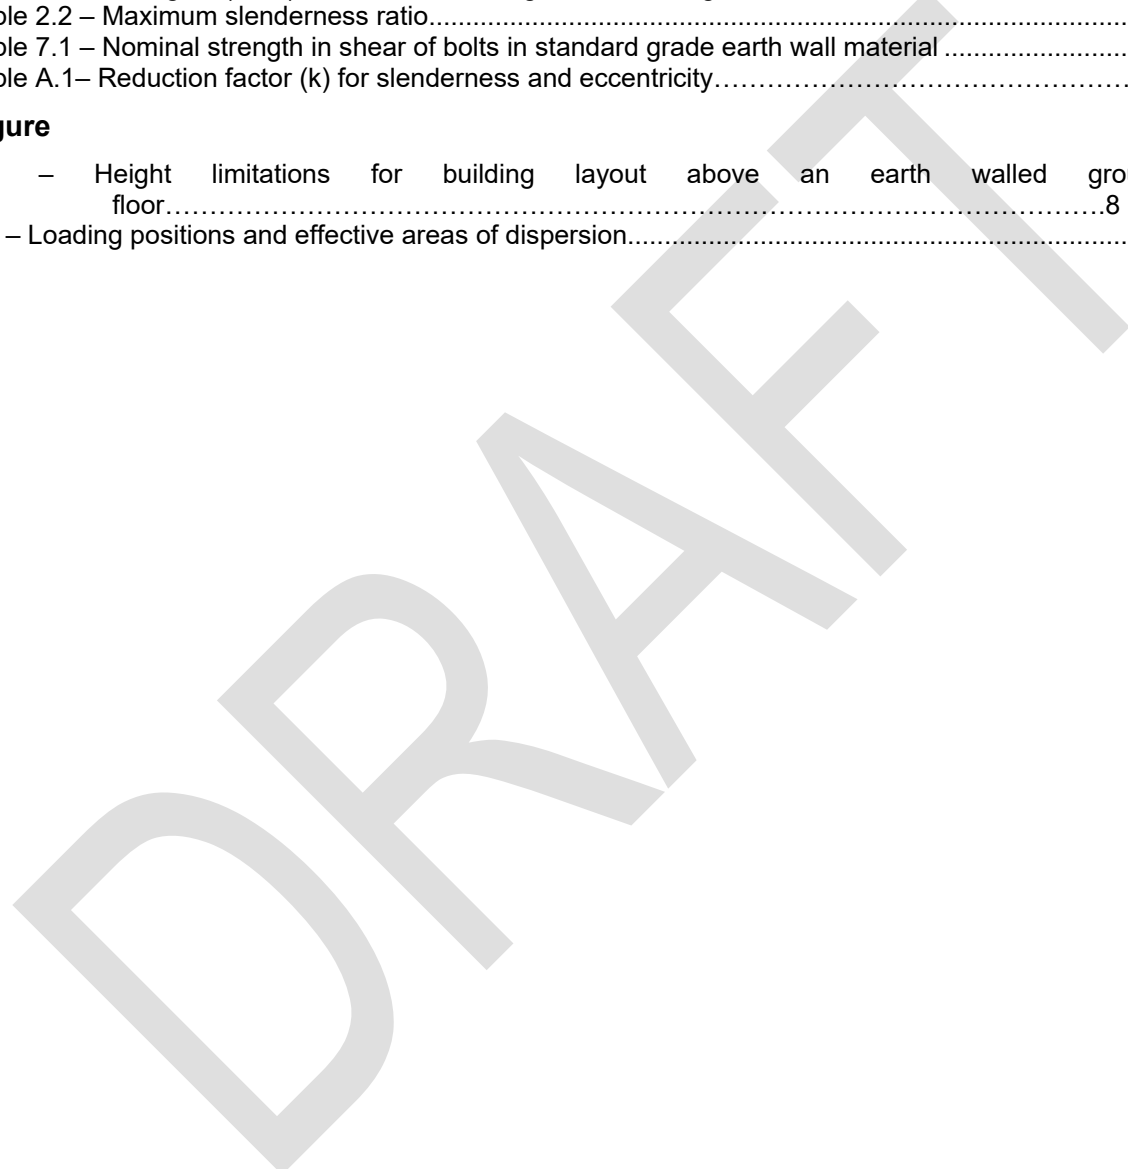 ble 2.2 – Maximum slenderness ratio................................................................................................
ble 7.1 – Nominal strength in shear of bolts in standard grade earth wall material ..........................
ble A.1– Reduction factor (k) for slenderness and eccentricity…………………………………………
gure
– Height limitations for building layout above an earth walled grou
floor……………………………………………………………………………………………….8
– Loading positions and effective areas of dispersion.....................................................................
DRAFT